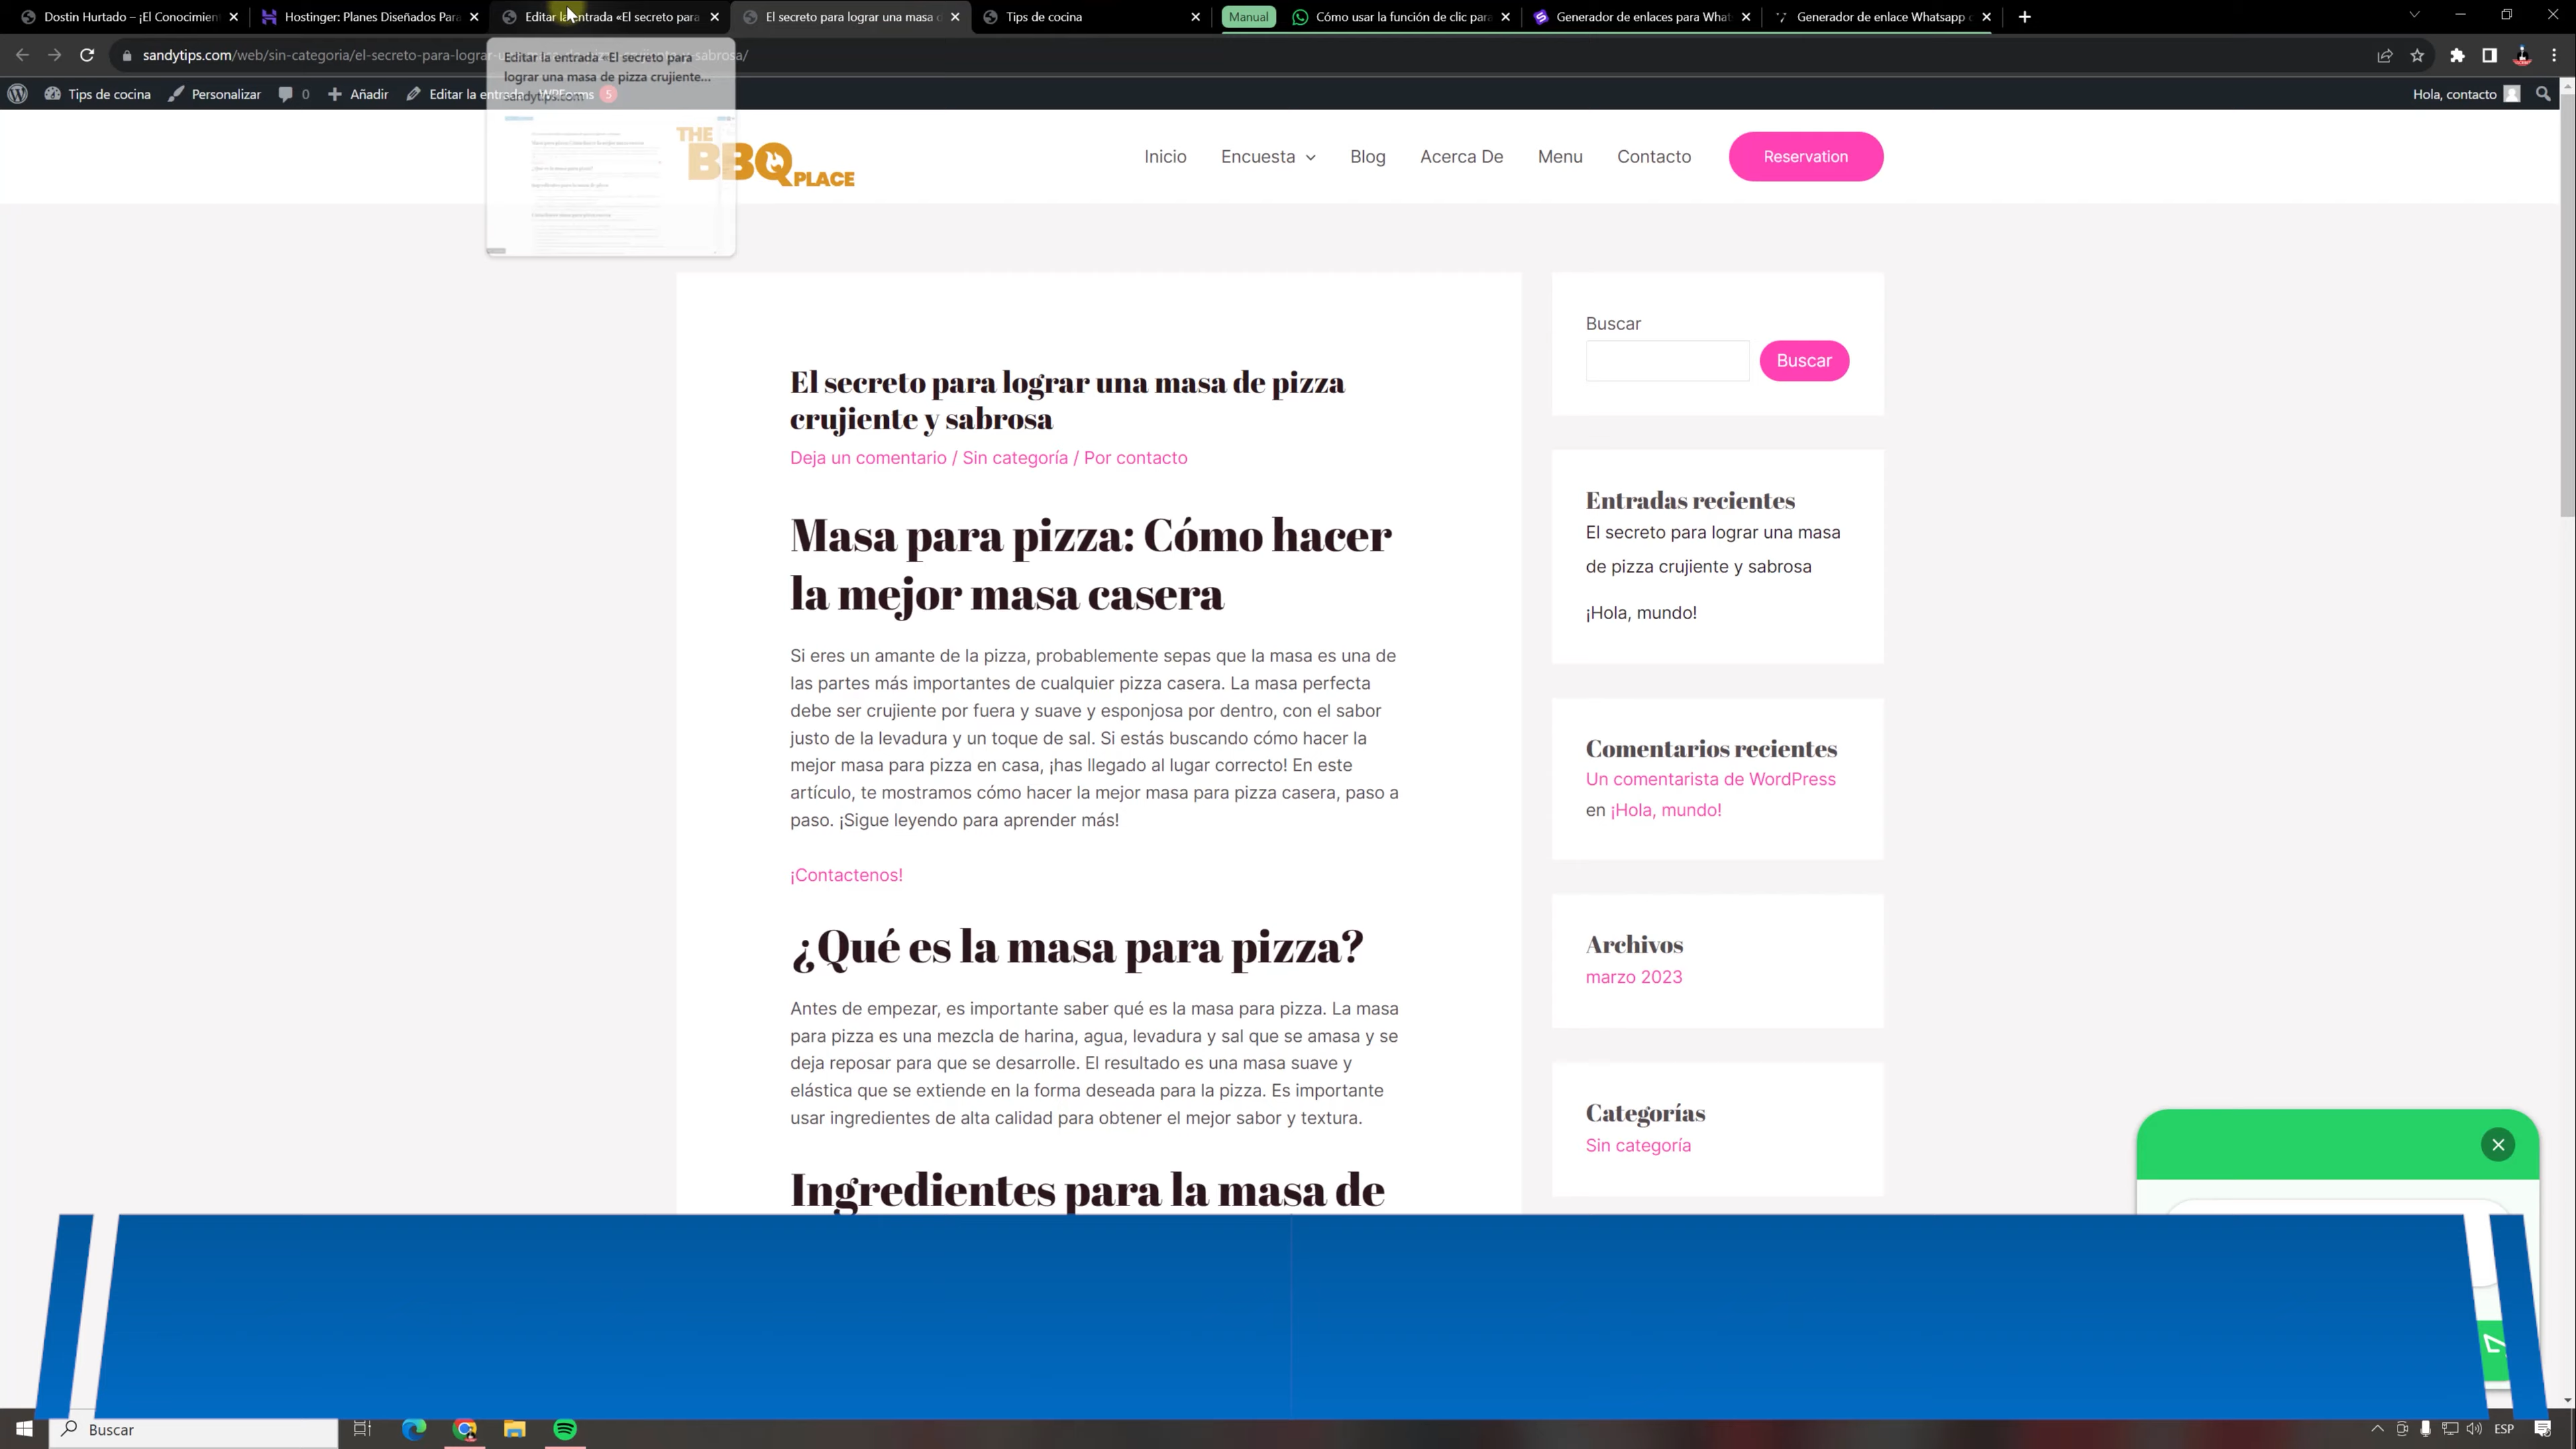 Dostin Hurtado – ¡El Conocimien
Hostinger: Planes Diseñados Para
Editar la entrada «El secreto para
El secreto para lograr una masa d
Tips de cocina
Manual
Cómo usar la función de clic para
Generador de enlaces para What
Generador de enlace Whatsapp
sandytips.com/web/sin-categoria/el-secreto-para-lograr-una-masa-de-pizza-crujiente-y-sabrosa/
Editar la entrada «El secreto para
lograr una masa de pizza crujiente...
sandytips.com
Tips de cocina
Personalizar
0
Añadir
Editar la entrada
WPForms
5
Hola, contacto
THE
BBQ
PLACE
Inicio
Encuesta
Blog
Acerca De
Menu
Contacto
Reservation
El secreto para lograr una masa de pizza
crujiente y sabrosa
Deja un comentario / Sin categoría / Por contacto
Masa para pizza: Cómo hacer
la mejor masa casera
Si eres un amante de la pizza, probablemente sepas que la masa es una de
las partes más importantes de cualquier pizza casera. La masa perfecta
debe ser crujiente por fuera y suave y esponjosa por dentro, con el sabor
justo de la levadura y un toque de sal. Si estás buscando cómo hacer la
mejor masa para pizza en casa, ¡has llegado al lugar correcto! En este
artículo, te mostramos cómo hacer la mejor masa para pizza casera, paso a
paso. ¡Sigue leyendo para aprender más!
¡Contactenos!
¿Qué es la masa para pizza?
Antes de empezar, es importante saber qué es la masa para pizza. La masa
para pizza es una mezcla de harina, agua, levadura y sal que se amasa y se
deja reposar para que se desarrolle. El resultado es una masa suave y
elástica que se extiende en la forma deseada para la pizza. Es importante
usar ingredientes de alta calidad para obtener el mejor sabor y textura.
Ingredientes para la masa de
Buscar
Buscar
Entradas recientes
El secreto para lograr una masa
de pizza crujiente y sabrosa
¡Hola, mundo!
Comentarios recientes
Un comentarista de WordPress
en ¡Hola, mundo!
Archivos
marzo 2023
Categorías
Sin categoría
Buscar
ESP